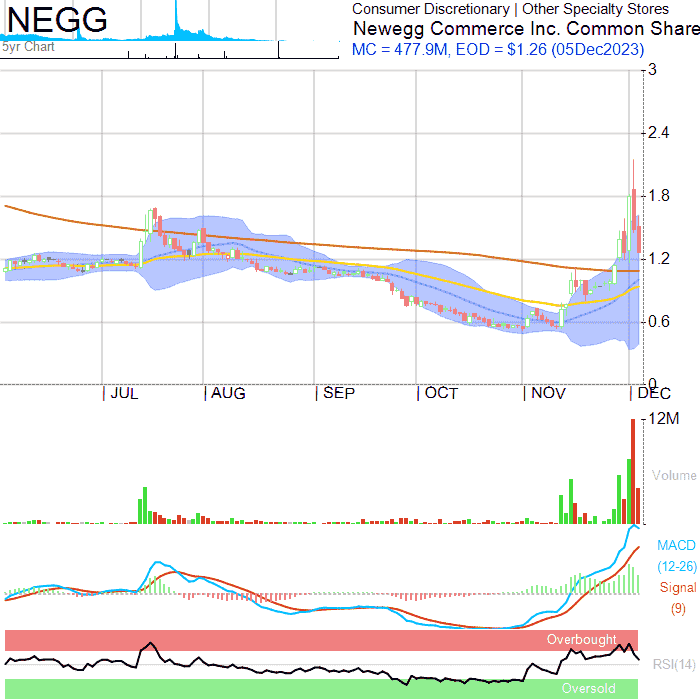 NEGG
5yr Chart
Consumer Discretionary | Other Specialty Stores
Newegg Commerce Inc. Common Share
MC = 477.9M, EOD = $1.26 (05Dec2023)
3
2.4
1.8
1.2
0.6
0
JUL AUG SEP OCT NOV DEC
12M
Volume
MACD
(12-26)
Signal
(9)
Overbought
RSI(14)
Oversold